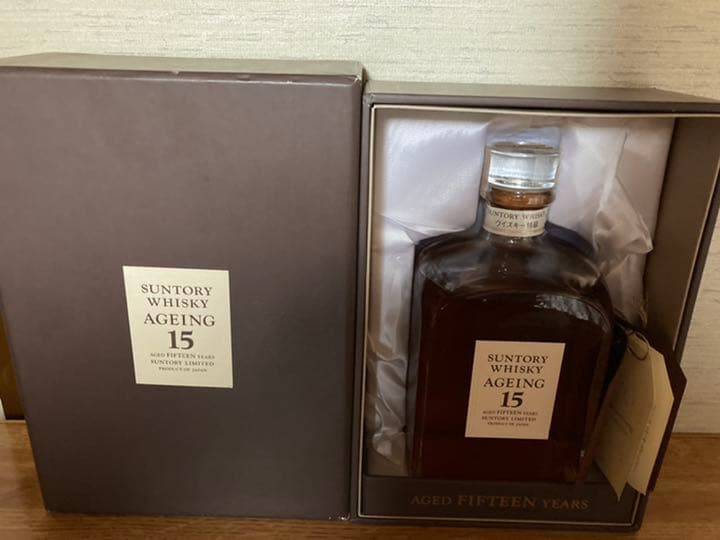 SUNTORY
WHISKY
AGEING
15
AGED FIFTEEN YEARS
SUNTORY LIMITED
PRODUCT OF JAPAN
SUNTORY WHISKY
ウイスキー特級
SUNTORY
WHISKY
AGEING
15
AGED FIFTEEN YEARS
SUNTORY LIMITED
PRODUCT OF JAPAN
AGED FIFTEEN YEARS